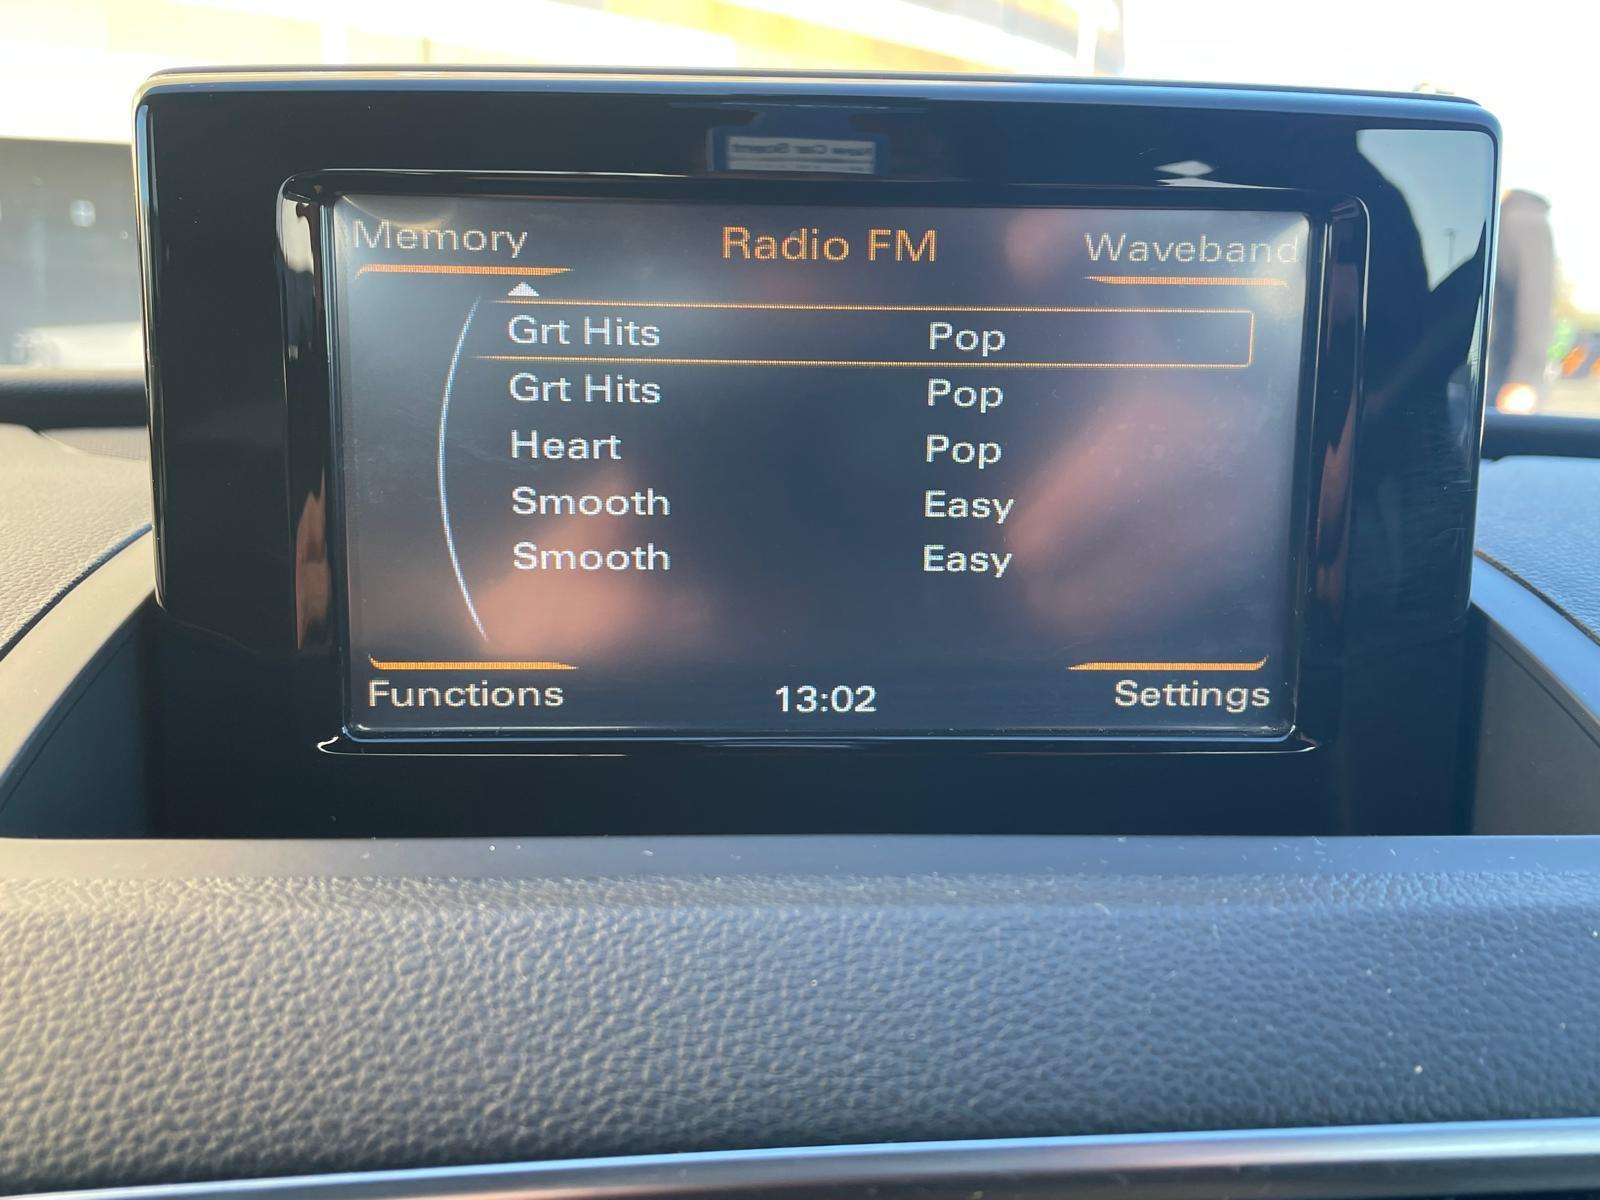 Memory Radio FM Waveband
Grt Hits Pop
Grt Hits Pop
Heart Pop
Smooth Easy
Smooth Easy
Functions 13:02 Settings